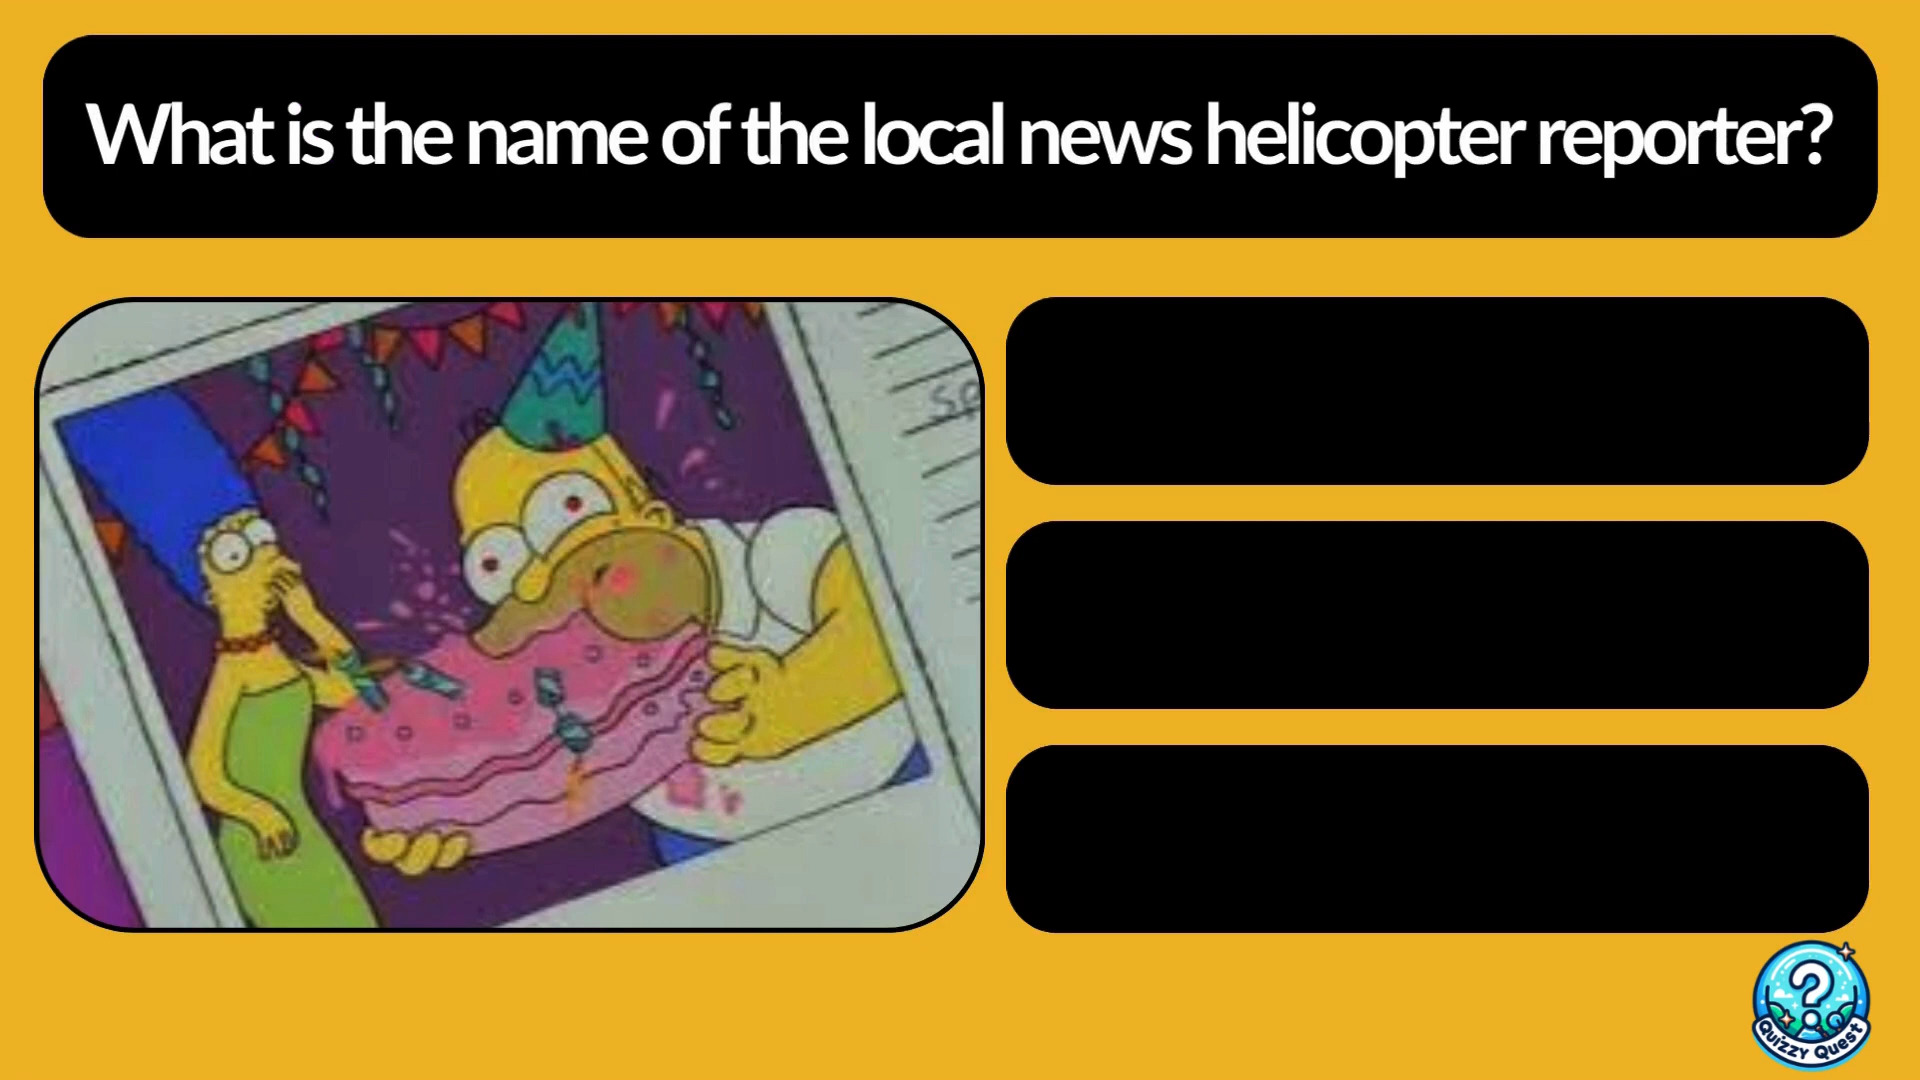 What is the name of the local news helicopter reporter?
Quizzy Quest